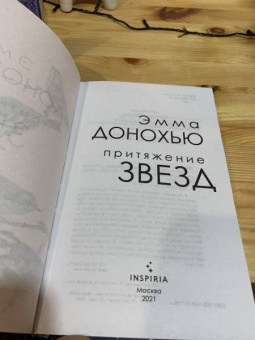 Эмма
ДОНОХЬЮ
притяжение
ЗВЕЗД
INSPIRIA
Москва
2021